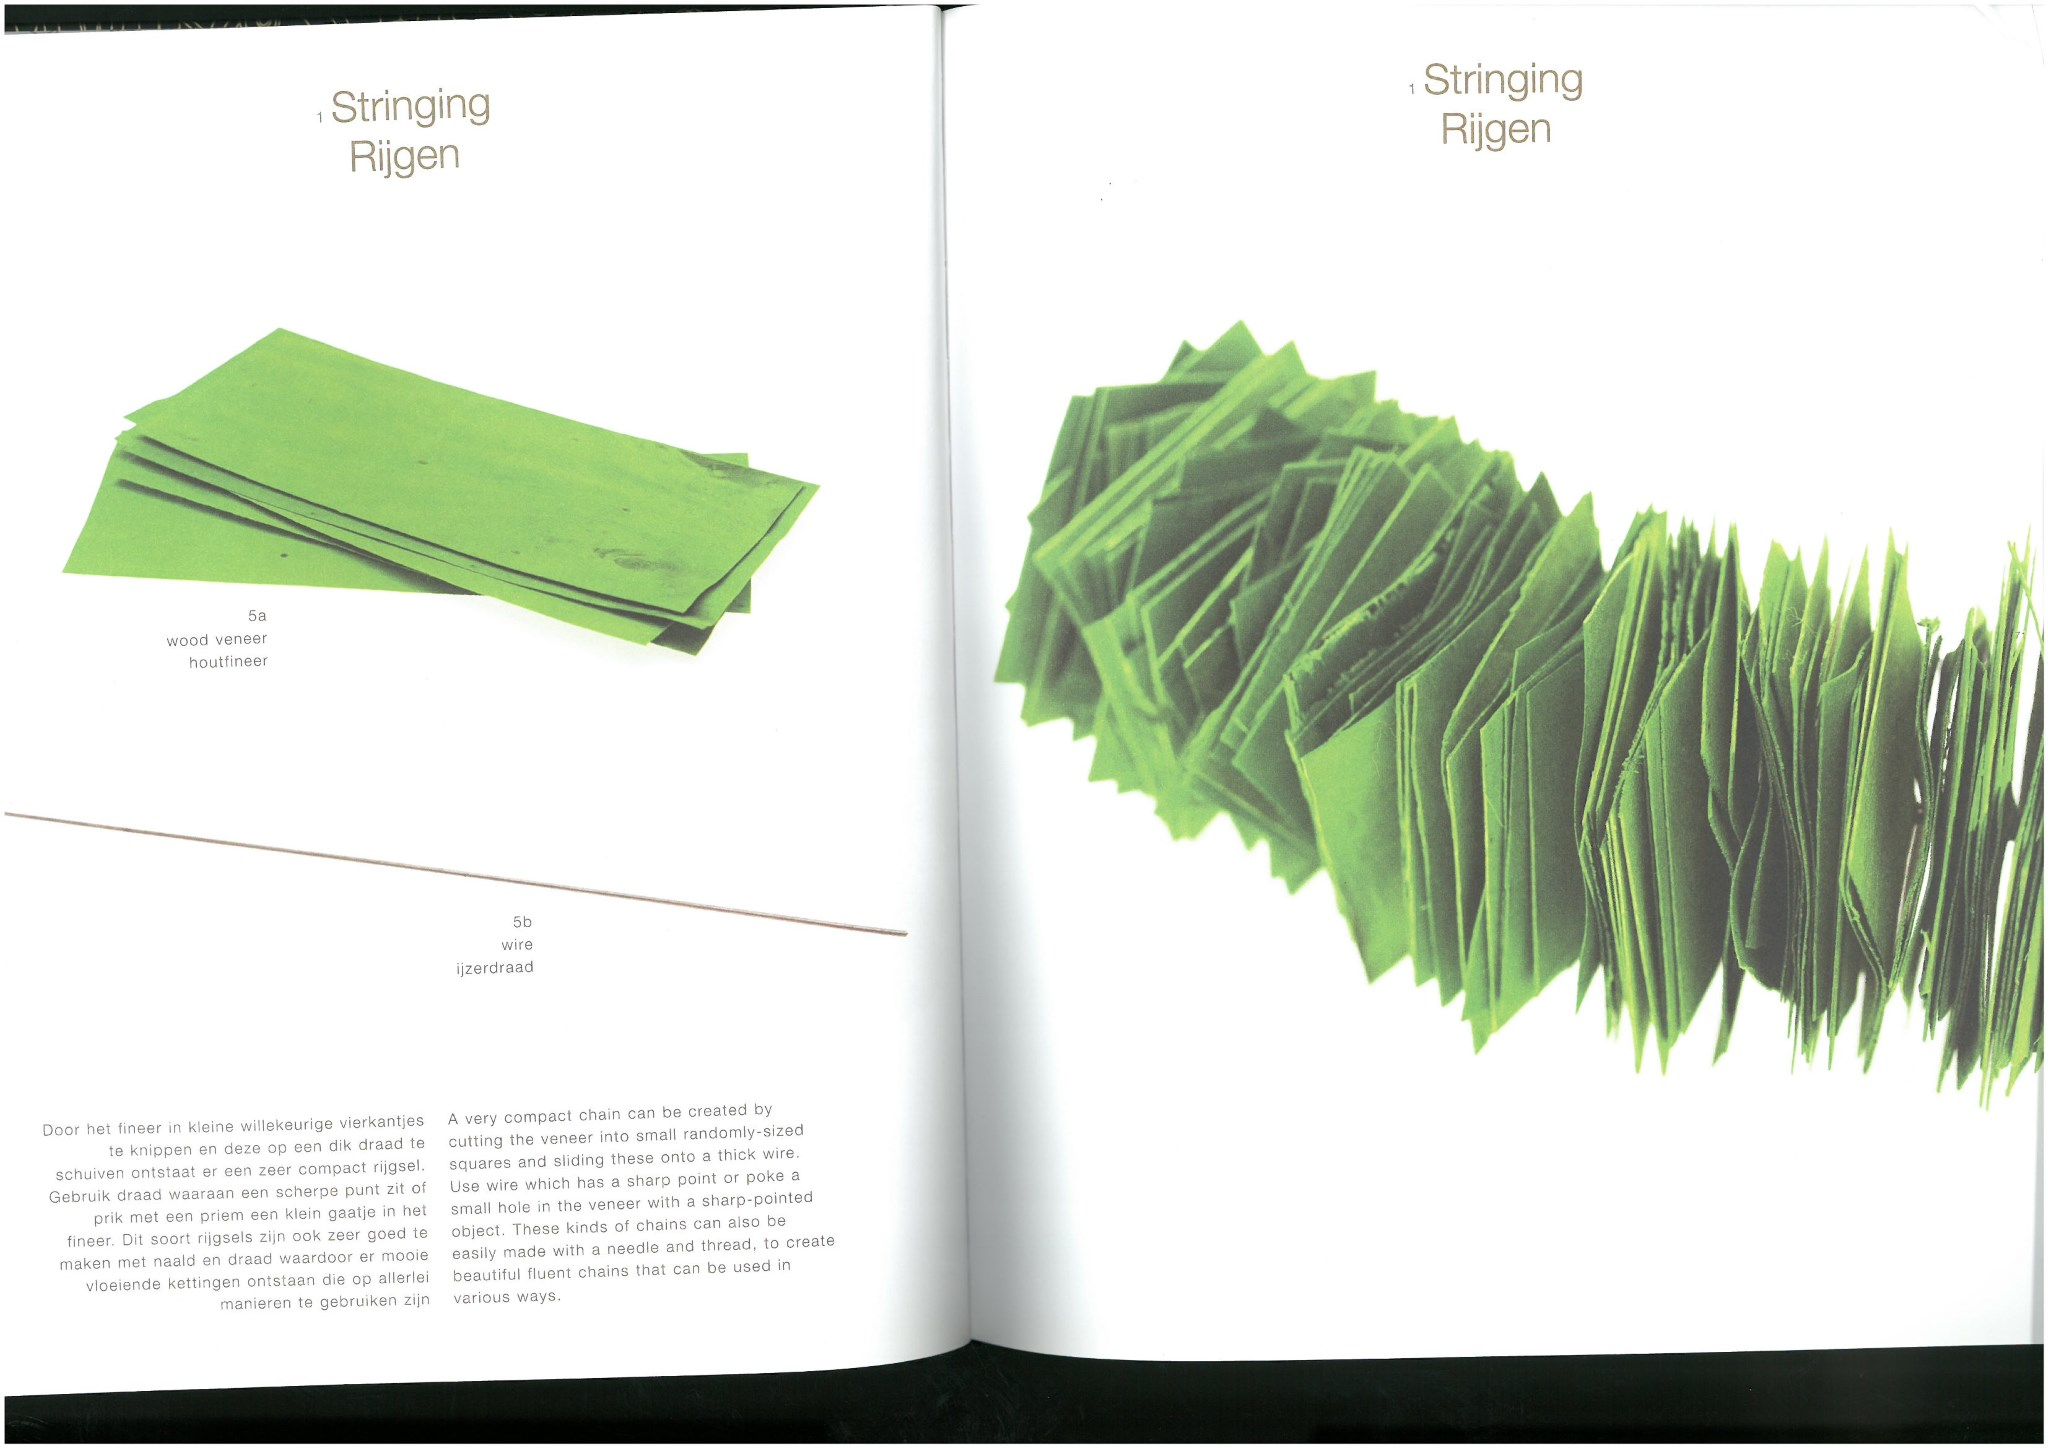 1 Stringing
Rijgen
5a
wood veneer
houtfineer
5b
wire
ijzerdraad
Door het fineer in kleine willekeurige vierkantjes
te knippen en deze op een dik draad te
schuiven ontstaat er een zeer compact rijgsel.
Gebruik draad waaraan een scherpe punt zit of
prik met een priem een klein gaatje in het
fineer. Dit soort rijgsels zijn ook zeer goed te
maken met naald en draad waardoor er mooie
vloeiende kettingen ontstaan die op allerlei
manieren te gebruiken zijn
A very compact chain can be created by
cutting the veneer into small randomly-sized
squares and sliding these onto a thick wire.
Use wire which has a sharp point or poke a
small hole in the veneer with a sharp-pointed
object. These kinds of chains can also be
easily made with a needle and thread, to create
beautiful fluent chains that can be used in
various ways.
1 Stringing
Rijgen